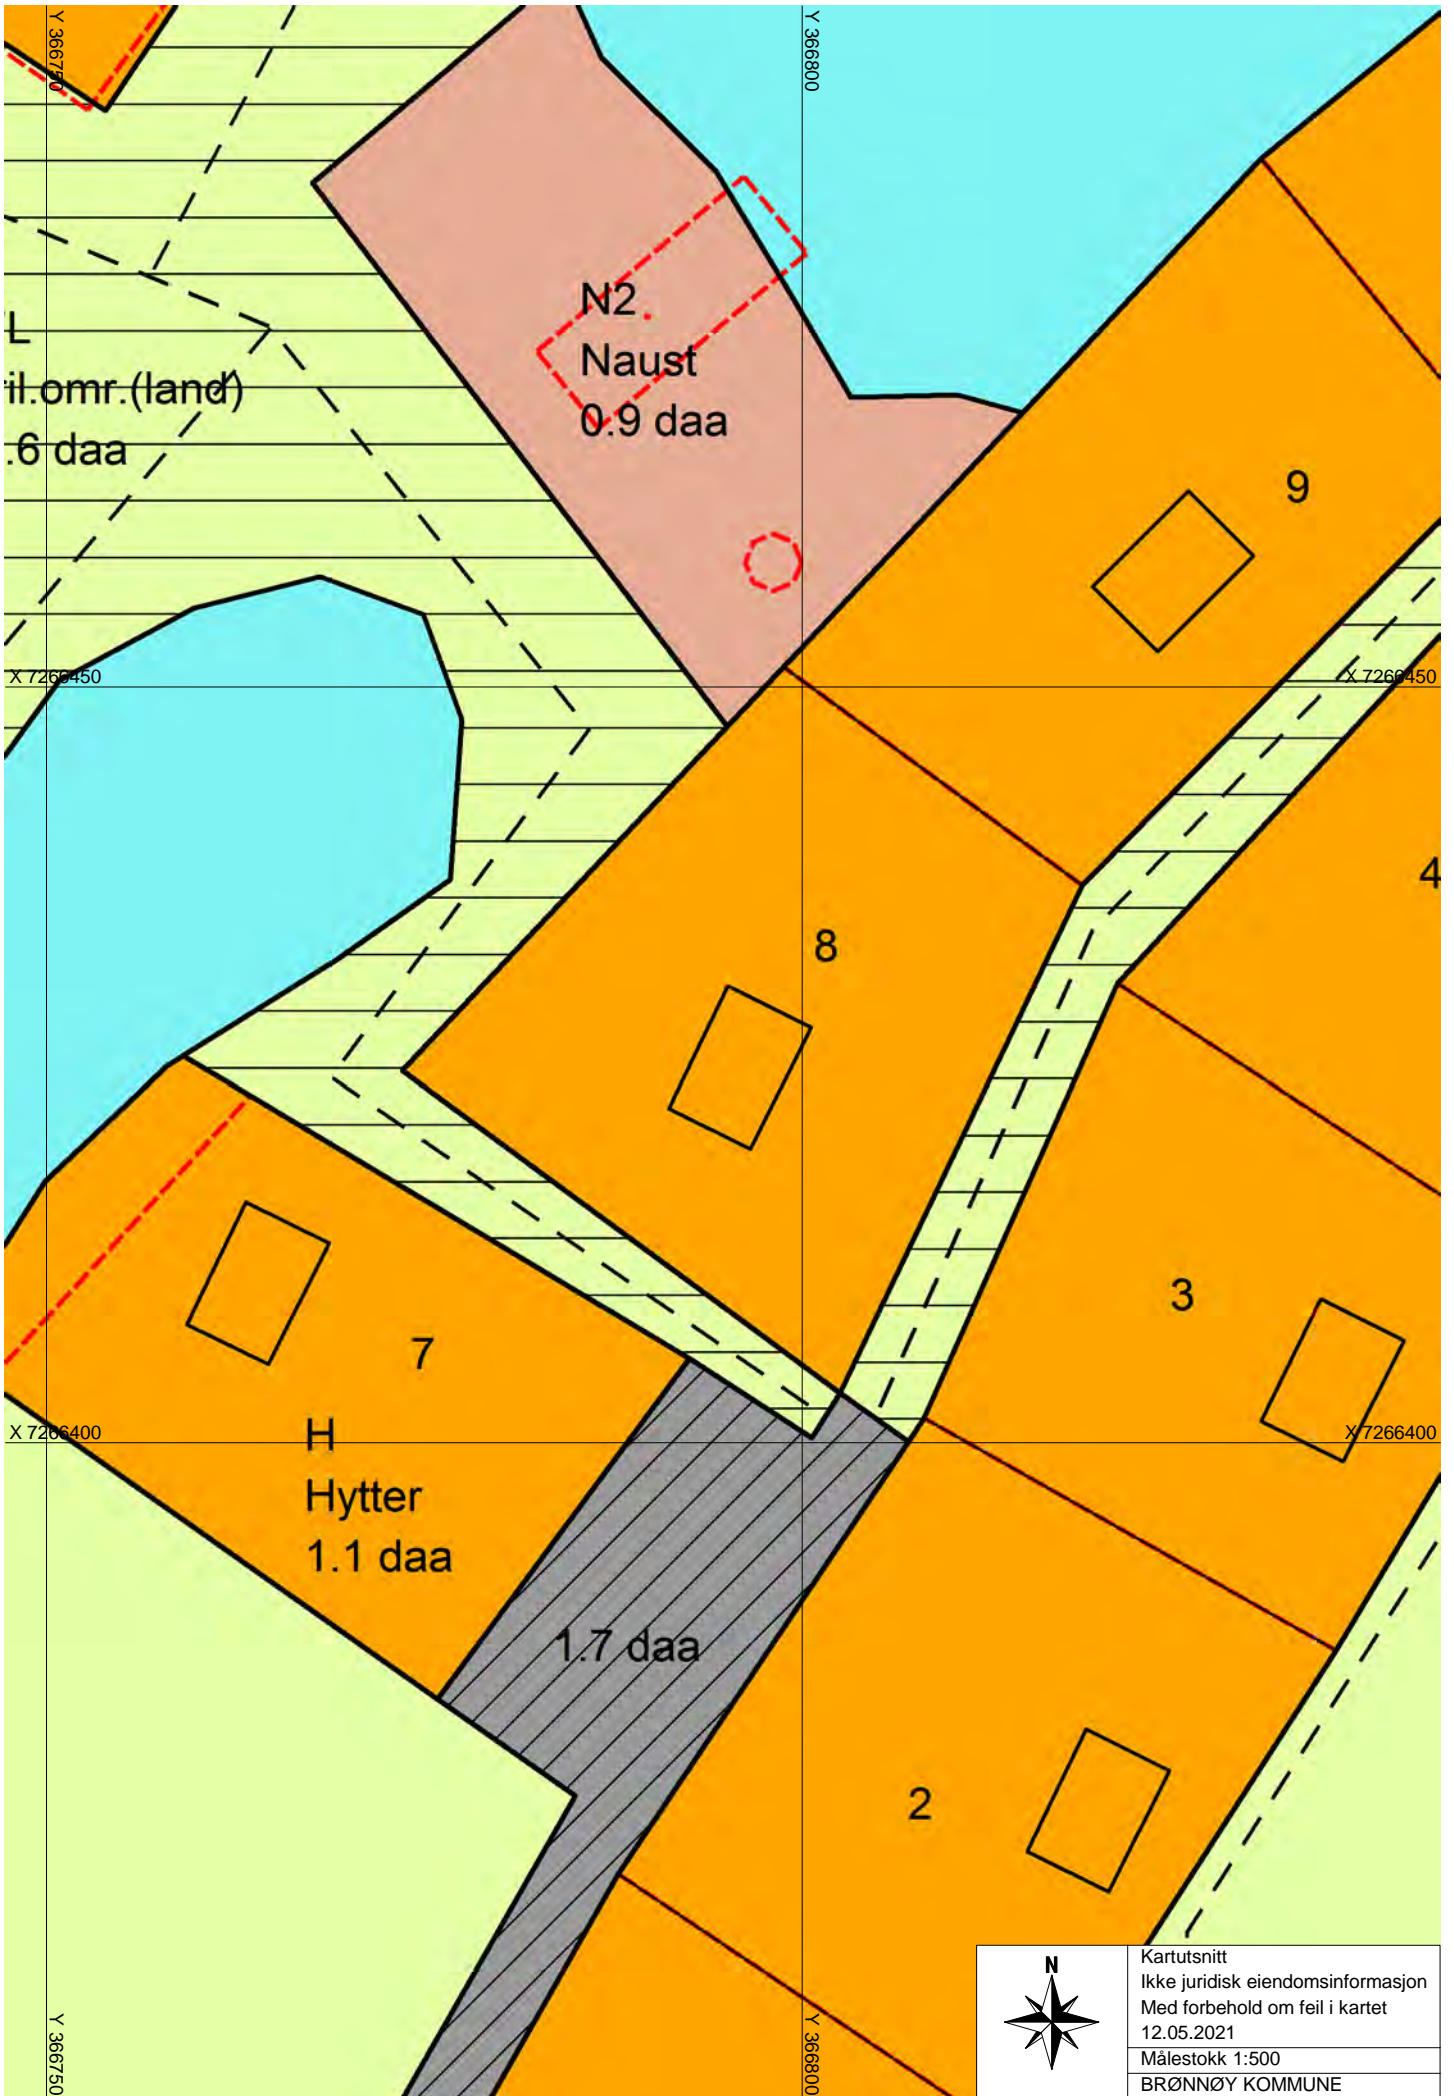 Y 366750
Y 366800
N2
Naust
0.9 daa
L
il.omr.(land)
.6 daa
9
X 7266450
X 7266450
4
8
3
7
X 7266400
X 7266400
H
Hytter
1.1 daa
1.7 daa
2
Y 366750
Y 366800
N
Kartutsnitt
Ikke juridisk eiendomsinformasjon
Med forbehold om feil i kartet
12.05.2021
Målestokk 1:500
BRØNNØY KOMMUNE